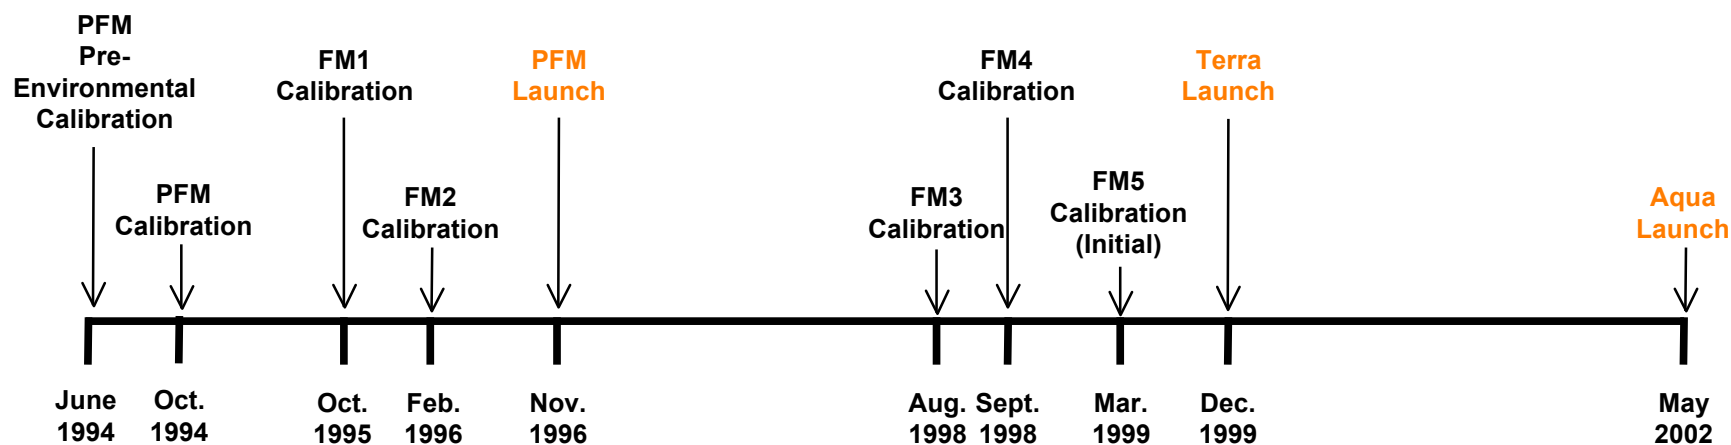 PFM
Pre-
Environmental
Calibration
PFM
Calibration
FM1
Calibration
FM2
Calibration
PFM
Launch
FM3
Calibration
FM4
Calibration
FM5
Calibration
(Initial)
Terra
Launch
Aqua
Launch
June
1994
Oct.
1994
Oct.
1995
Feb.
1996
Nov.
1996
Aug.
1998
Sept.
1998
Mar.
1999
Dec.
1999
May
2002